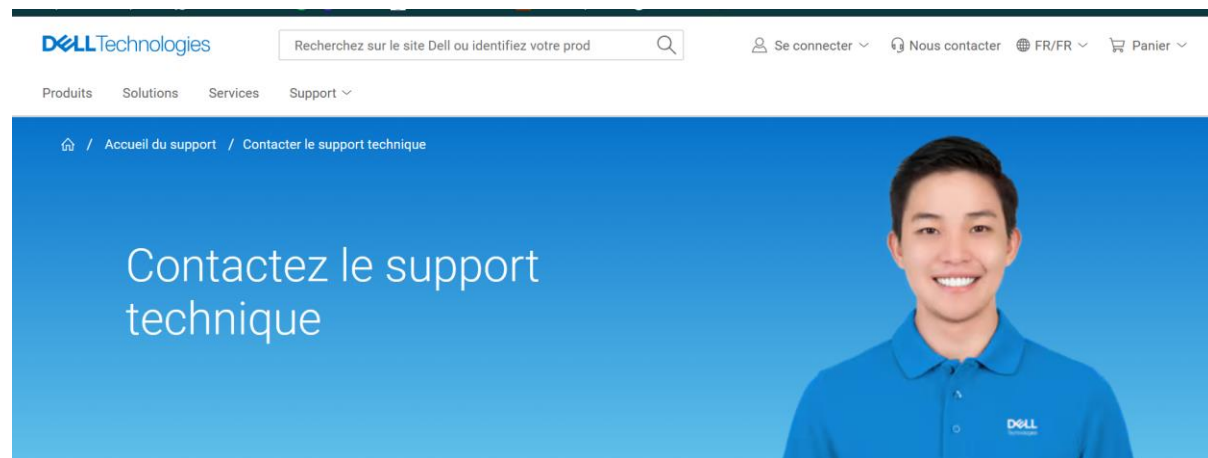 DELLTechnologies
Recherchez sur le site Dell ou identifiez votre prod
Se connecter
Nous contacter
FR/FR
Panier
Produits
Solutions
Services
Support
/ Accueil du support / Contacter le support technique
Contactez le support
technique
DELL
Technologies